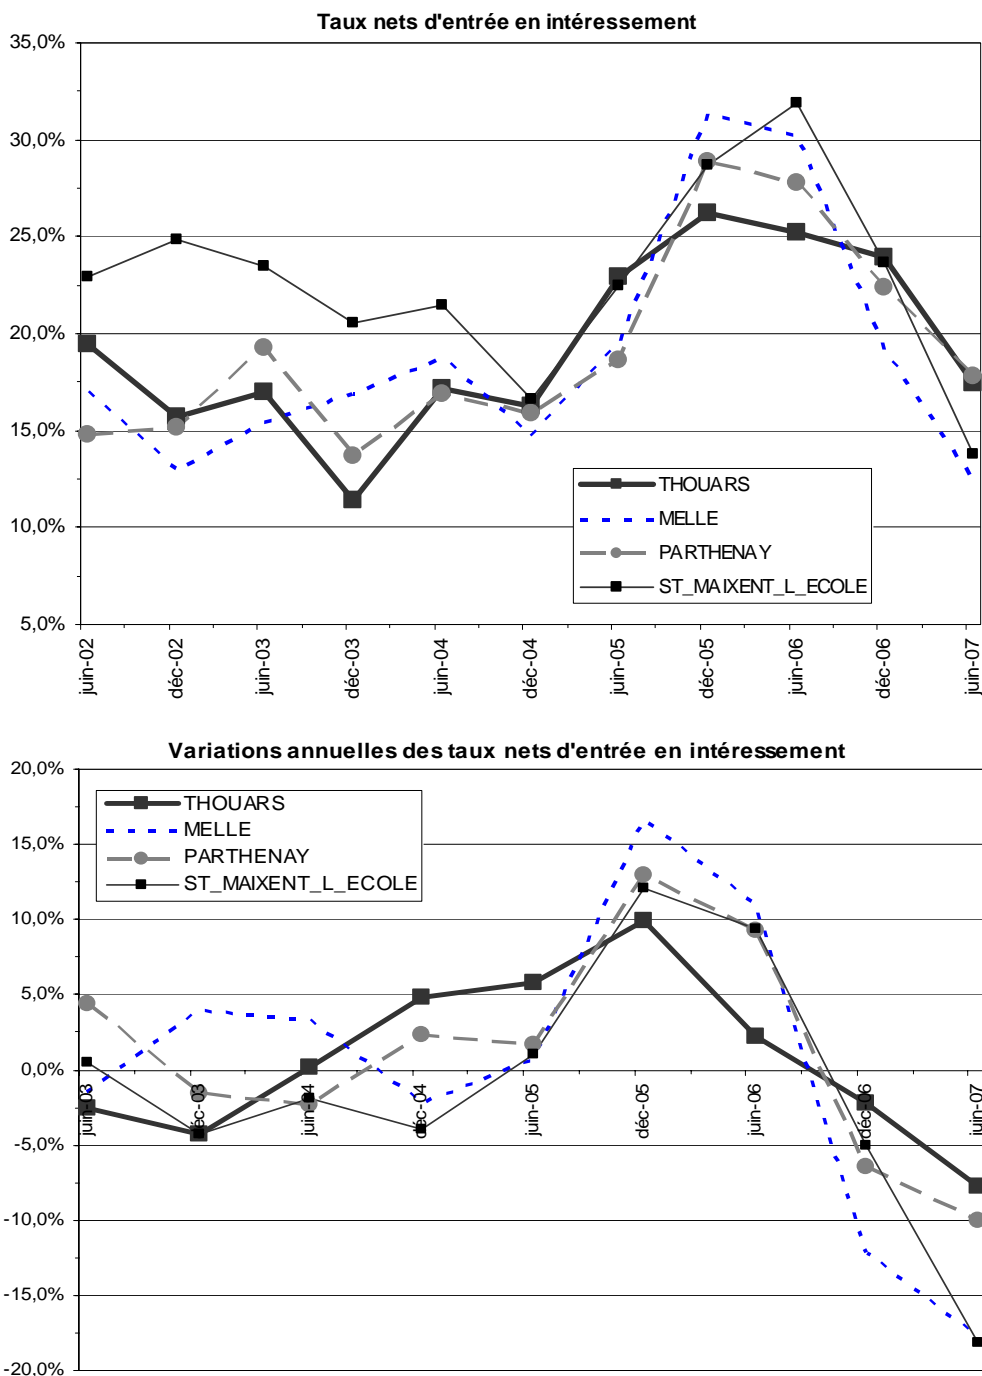 Taux nets d'entrée en intéressement
35,0%
30,0%
25,0%
20,0%
15,0%
10,0%
5,0%
THOUARS
MELLE
PARTHENAY
ST_MAIXENT_L_ECOLE
juin-02
déc-02
juin-03
déc-03
juin-04
déc-04
juin-05
déc-05
juin-06
déc-06
juin-07
Variations annuelles des taux nets d'entrée en intéressement
20,0%
15,0%
10,0%
5,0%
0,0%
-5,0%
-10,0%
-15,0%
-20,0%
THOUARS
MELLE
PARTHENAY
ST_MAIXENT_L_ECOLE
juin-03
déc-03
juin-04
déc-04
juin-05
déc-05
juin-06
déc-06
juin-07